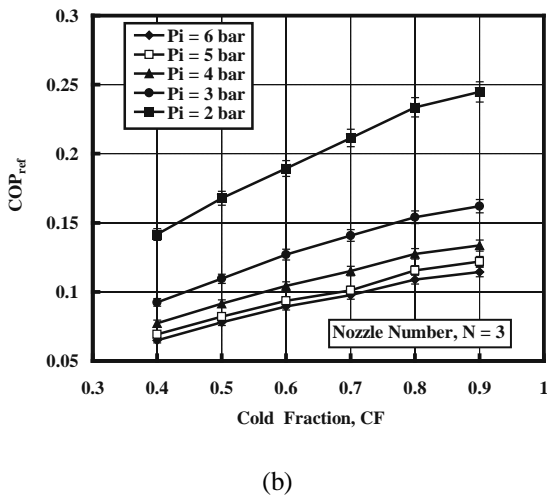 0.3
Pi = 6 bar
Pi = 5 bar
Pi = 4 bar
Pi = 3 bar
Pi = 2 bar
0.25
0.2
COPref
0.15
0.1
Nozzle Number, N = 3
0.05
0.3 0.4 0.5 0.6 0.7 0.8 0.9 1
Cold Fraction, CF
(b)